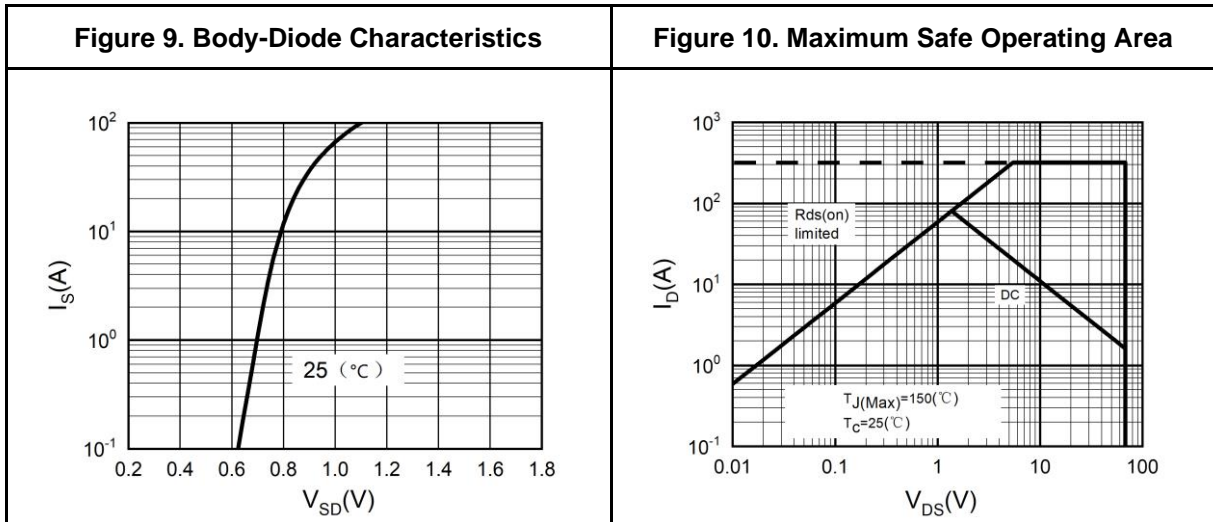 Figure 9. Body-Diode Characteristics
Figure 10. Maximum Safe Operating Area
10²
10¹
10⁰
10⁻¹
I_S(A)
25 (℃)
0.2 0.4 0.6 0.8 1.0 1.2 1.4 1.6 1.8
V_SD(V)
10³
10²
10¹
10⁰
10⁻¹
I_D(A)
Rds(on)
limited
DC
T_J(Max)=150(℃)
T_C=25(℃)
0.01 0.1 1 10 100
V_DS(V)